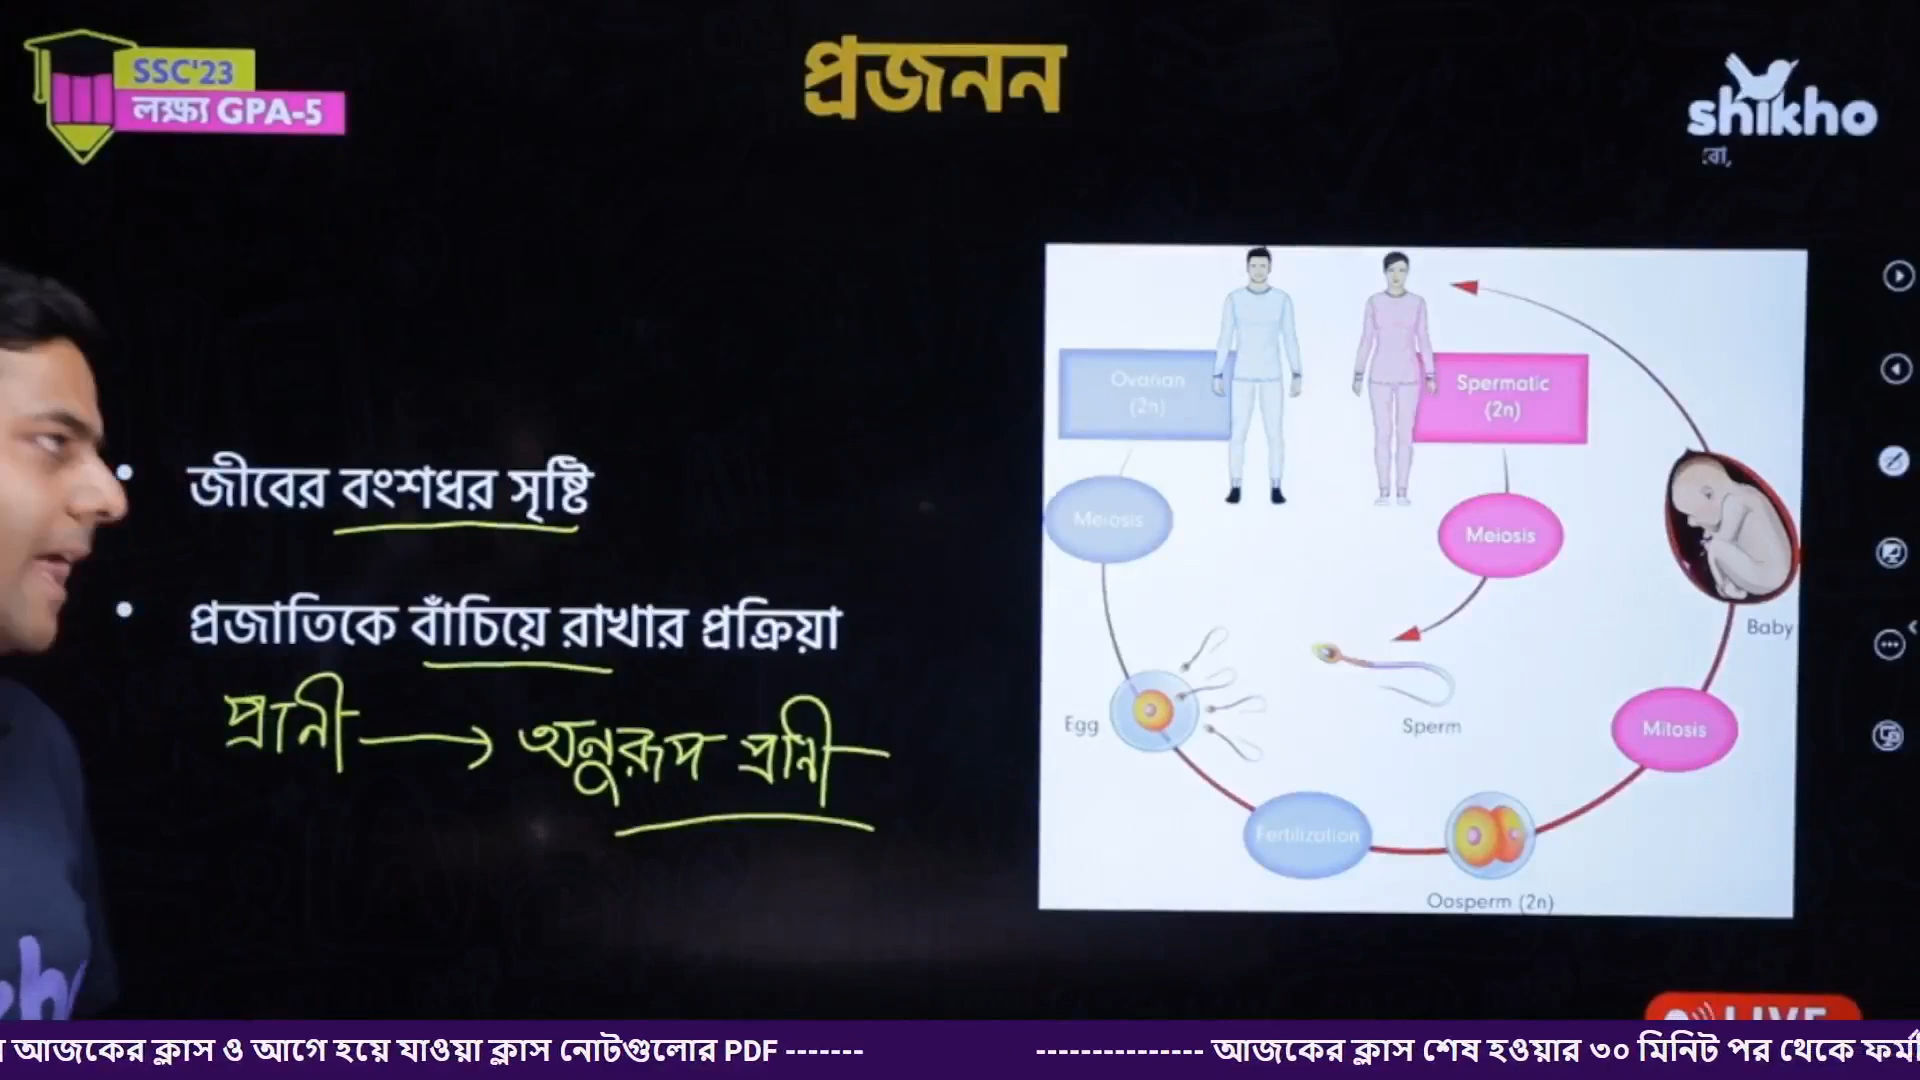 SSC'23
লক্ষ্য GPA-5
প্রজনন
shikho
বো,
জীবের বংশধর সৃষ্টি
প্রজাতিকে বাঁচিয়ে রাখার প্রক্রিয়া
প্রানী → অনুরূপ প্রানী
Ovarian
(2n)
Spermatic
(2n)
Meiosis
Meiosis
Baby
Egg
Sperm
Mitosis
Fertilization
Oosperm (2n)
LIVE
আজকের ক্লাস ও আগে হয়ে যাওয়া ক্লাস নোটগুলোর PDF ------- --------------- আজকের ক্লাস শেষ হওয়ার ৩০ মিনিট পর থেকে